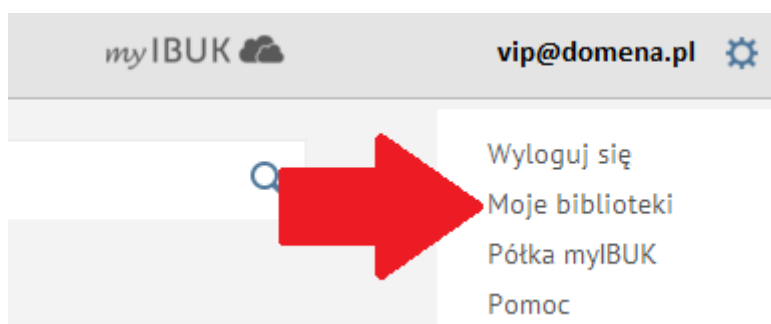 myIBUK
vip@domena.pl
Wyloguj się
Moje biblioteki
Półka myIBUK
Pomoc